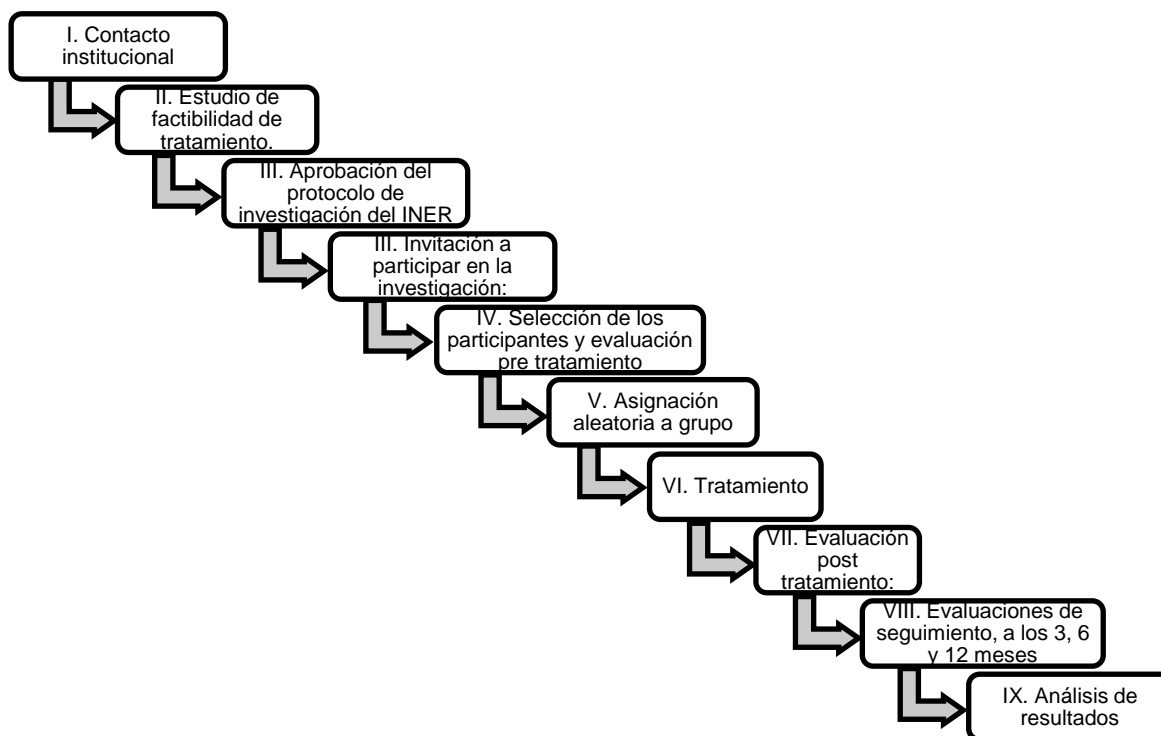 I. Contacto
institucional
II. Estudio de
factibilidad de
tratamiento.
III. Aprobación del
protocolo de
investigación del INER
III. Invitación a
participar en la
investigación:
IV. Selección de los
participantes y evaluación
pre tratamiento
V. Asignación
aleatoria a grupo
VI. Tratamiento
VII. Evaluación
post
tratamiento:
VIII. Evaluaciones de
seguimiento, a los 3, 6
y 12 meses
IX. Análisis de
resultados